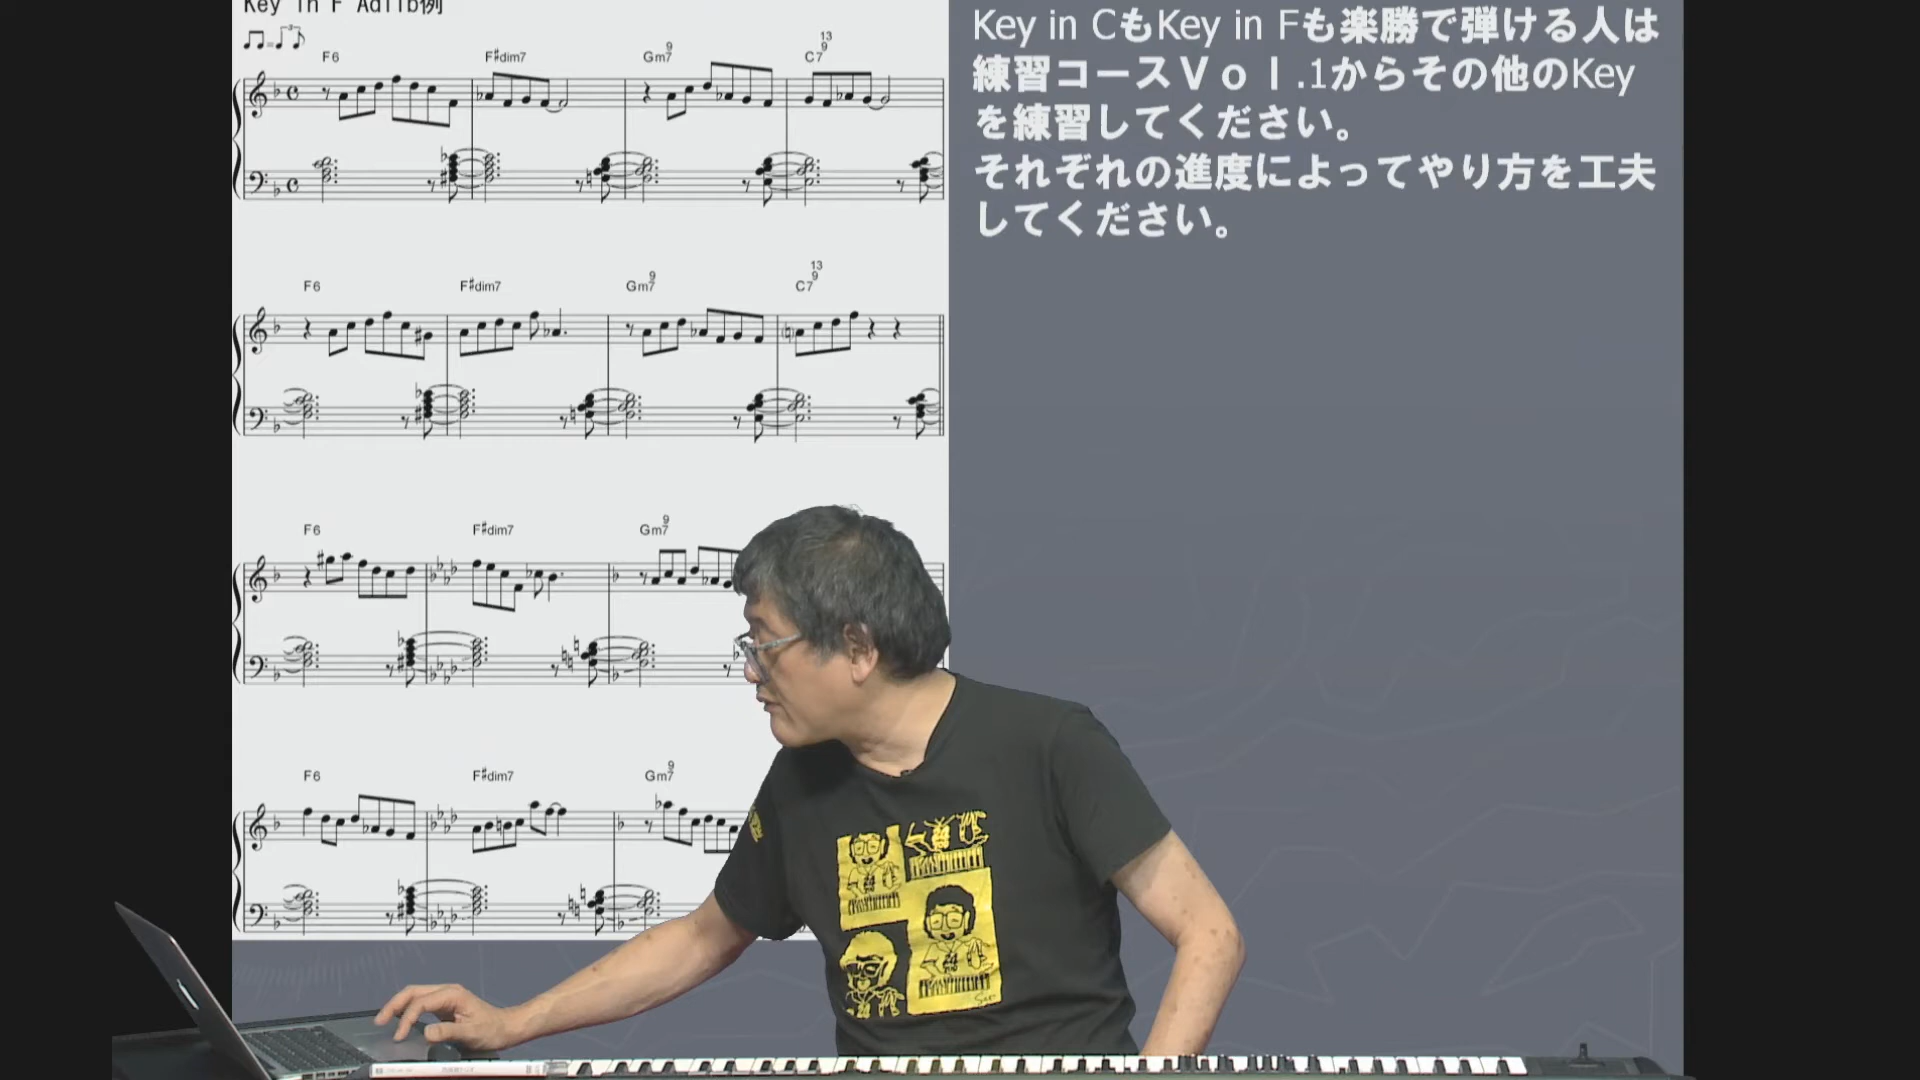 Key in F Adlib例
F6 F♯dim7 Gm7 9 C7 9 13
F6 F♯dim7 Gm7 9 C7 9 13
F6 F♯dim7 Gm7 9
F6 F♯dim7 Gm7 9
Key in CもKey in Fも楽勝で弾ける人は
練習コースVol.1からその他のKey
を練習してください。
それぞれの進度によってやり方を工夫
してください。